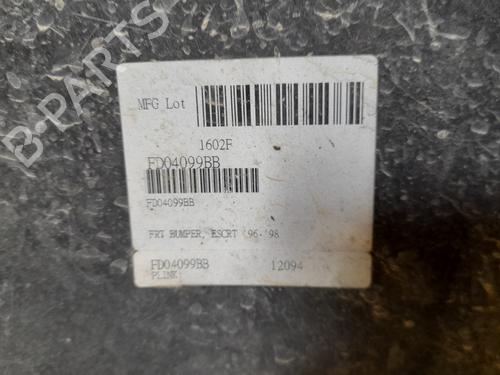 B-PARTS
MFG Lot
1602F
FD04099BB
FD04099BB
FRT BUMPER, ESCRT '96-'98
FD04099BB 12094
PLINK